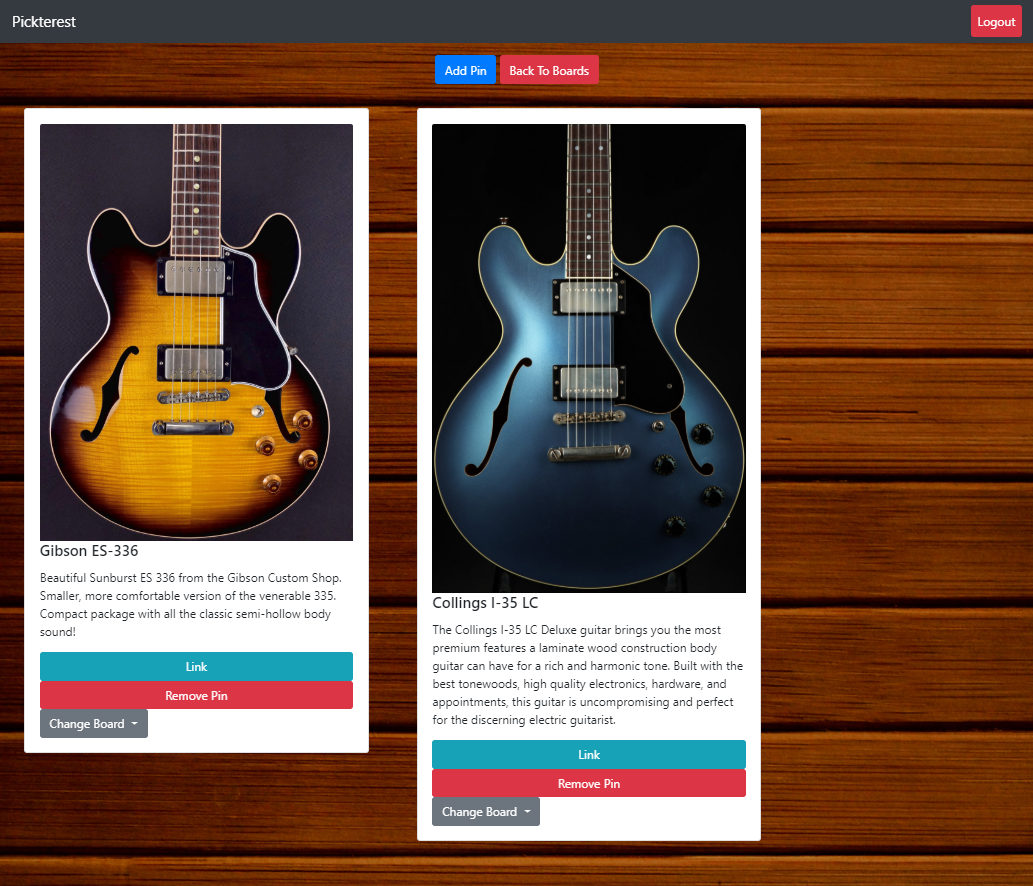 Pickterest
Logout
Add Pin
Back To Boards
Gibson ES-336
Beautiful Sunburst ES 336 from the Gibson Custom Shop.
Smaller, more comfortable version of the venerable 335.
Compact package with all the classic semi-hollow body
sound!
Link
Remove Pin
Change Board
Collings I-35 LC
The Collings I-35 LC Deluxe guitar brings you the most
premium features a laminate wood construction body
guitar can have for a rich and harmonic tone. Built with the
best tonewoods, high quality electronics, hardware, and
appointments, this guitar is uncompromising and perfect
for the discerning electric guitarist.
Link
Remove Pin
Change Board